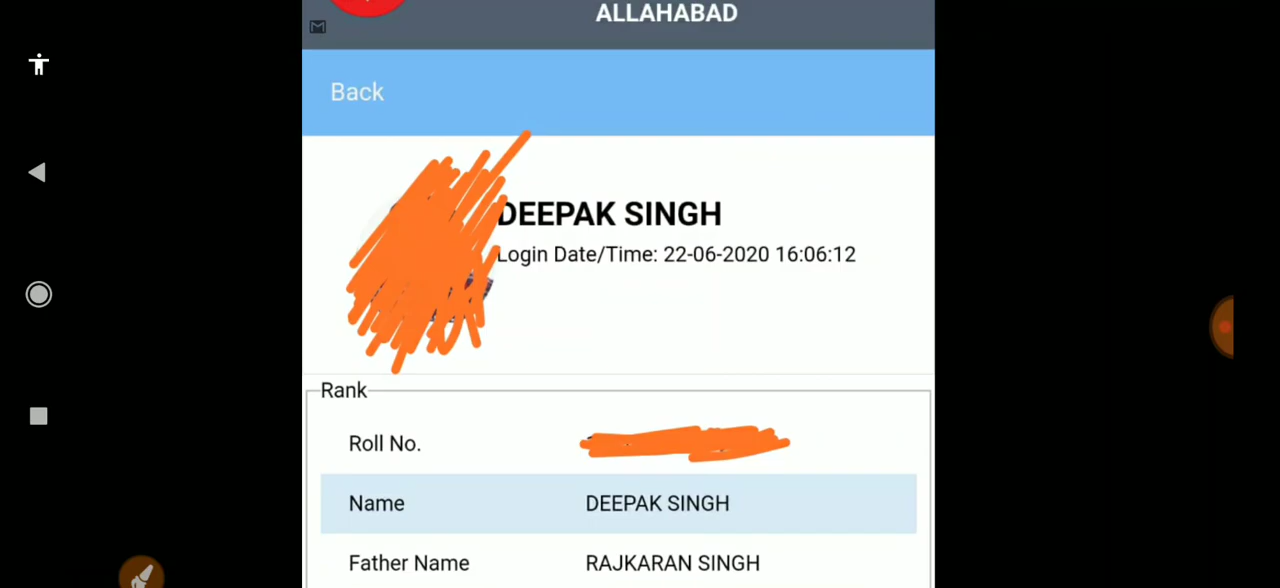 ALLAHABAD
Back
DEEPAK SINGH
Login Date/Time: 22-06-2020 16:06:12
Rank
Roll No.
Name DEEPAK SINGH
Father Name RAJKARAN SINGH